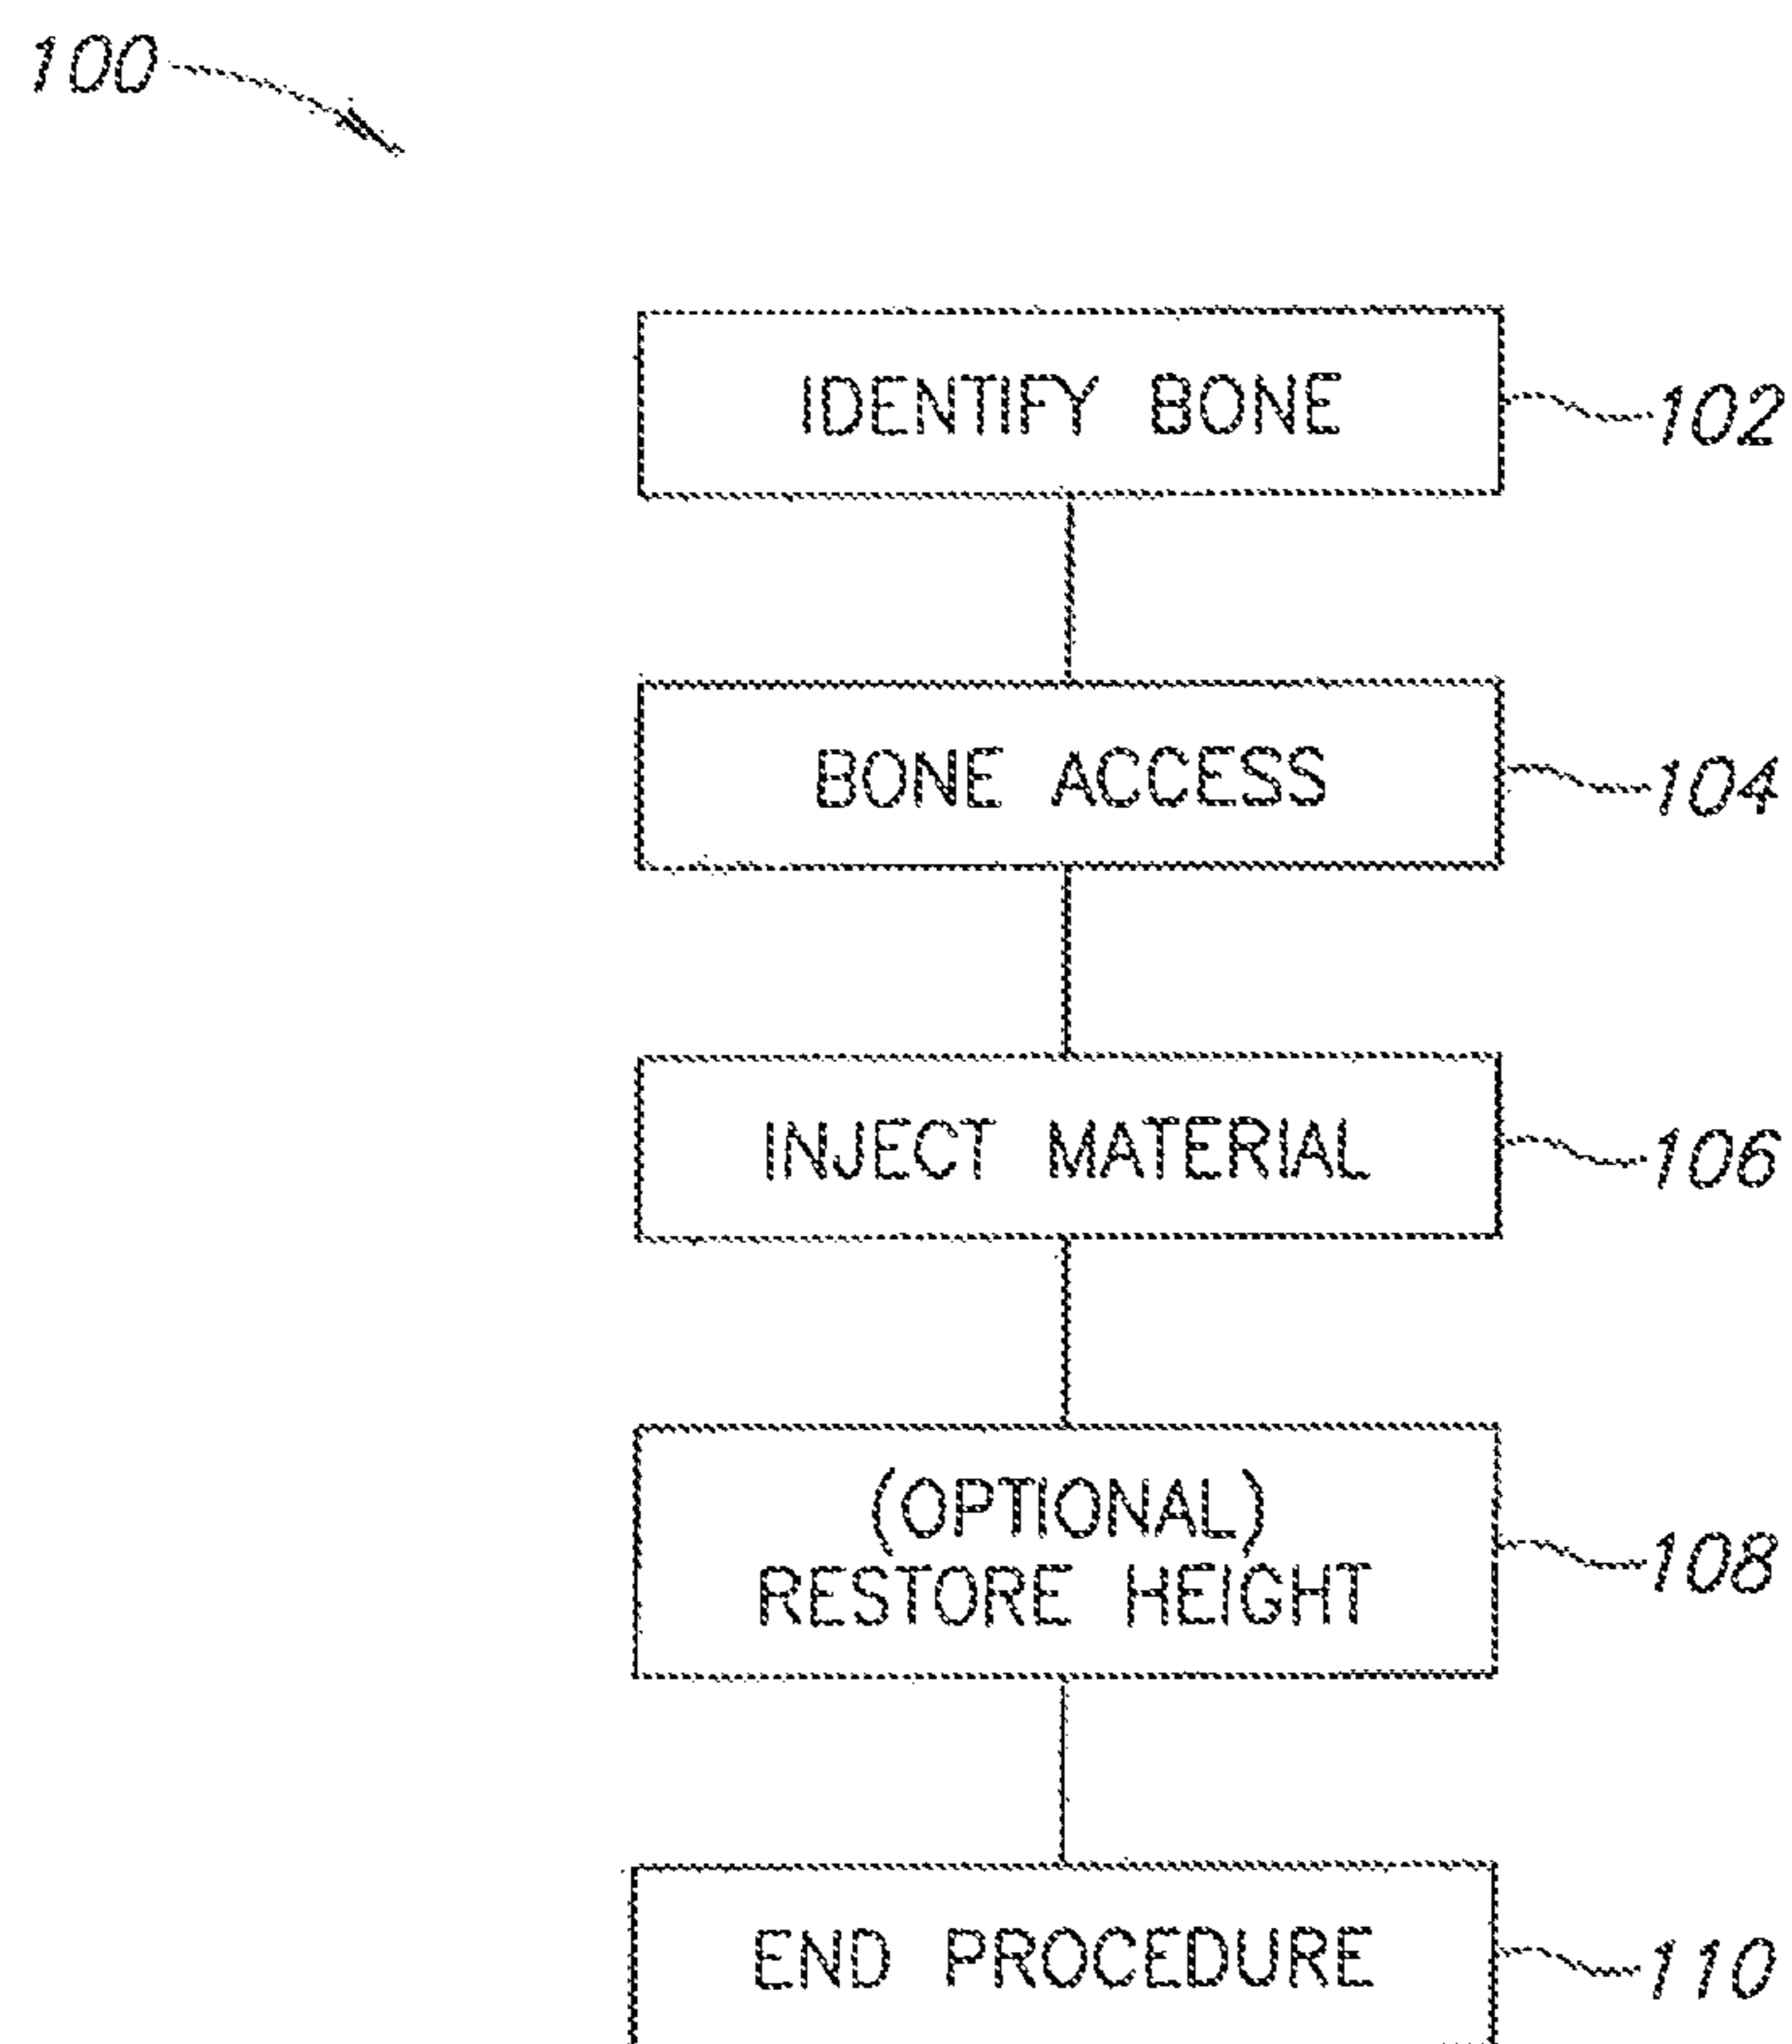 100
IDENTIFY BONE
102
BONE ACCESS
104
INJECT MATERIAL
106
(OPTIONAL)
RESTORE HEIGHT
108
END PROCEDURE
110